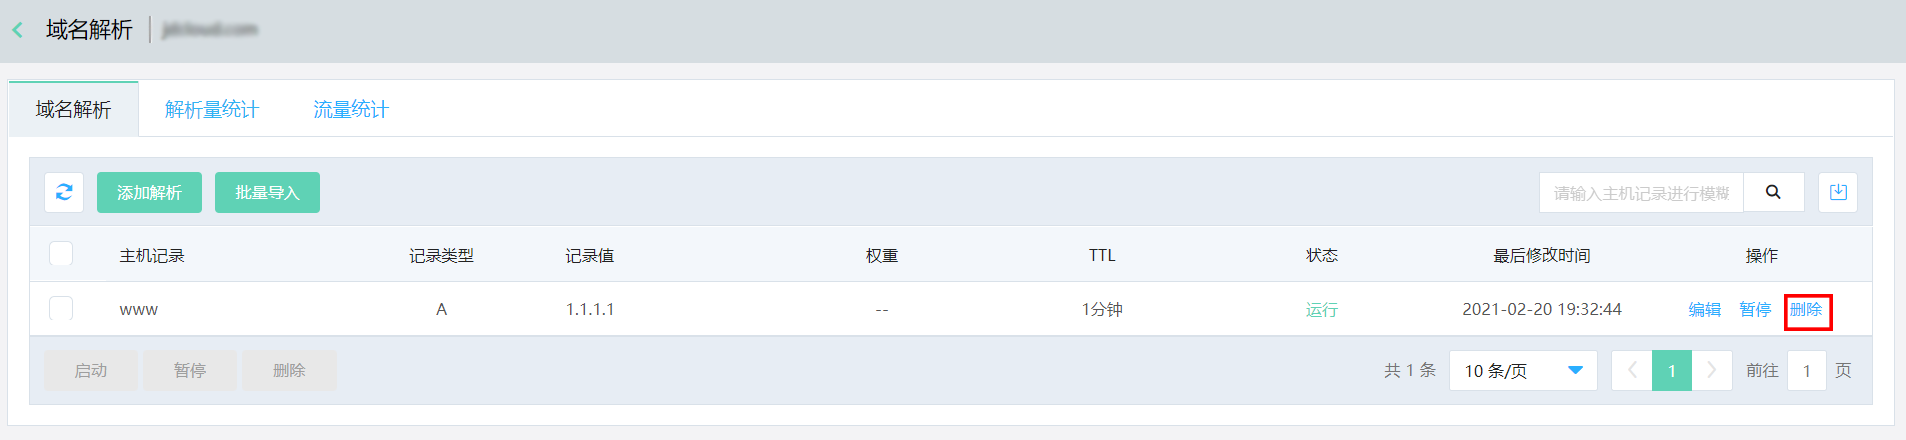 域名解析
域名解析 解析量统计 流量统计
添加解析 批量导入 请输入主机记录进行模糊
主机记录 记录类型 记录值 权重 TTL 状态 最后修改时间 操作
www A 1.1.1.1 -- 1分钟 运行 2021-02-20 19:32:44 编辑 暂停 删除
启动 暂停 删除 共 1 条 10 条/页 1 前往 1 页